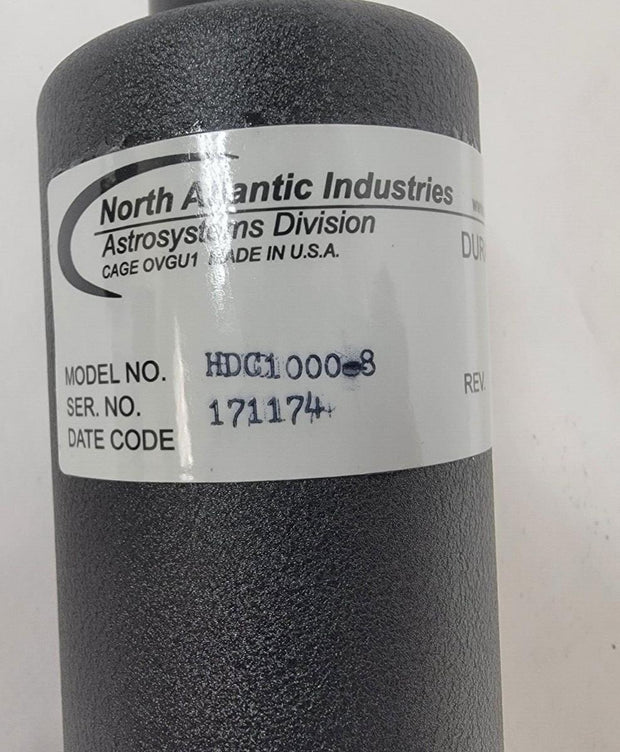 North Atlantic Industries
Astrosystems Division
CAGE OVGU1 MADE IN U.S.A.
MODEL NO. HDC1000-8
SER. NO. 171174
DATE CODE
REV.